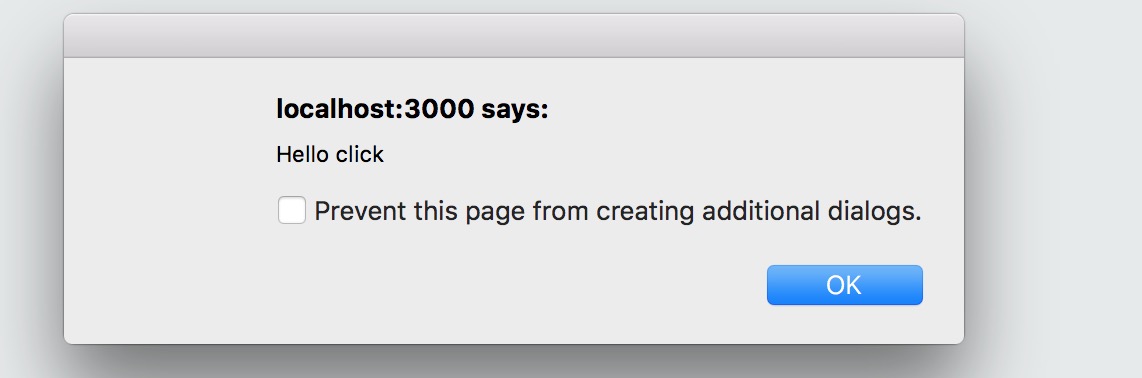 localhost:3000 says:
Hello click
Prevent this page from creating additional dialogs.
OK